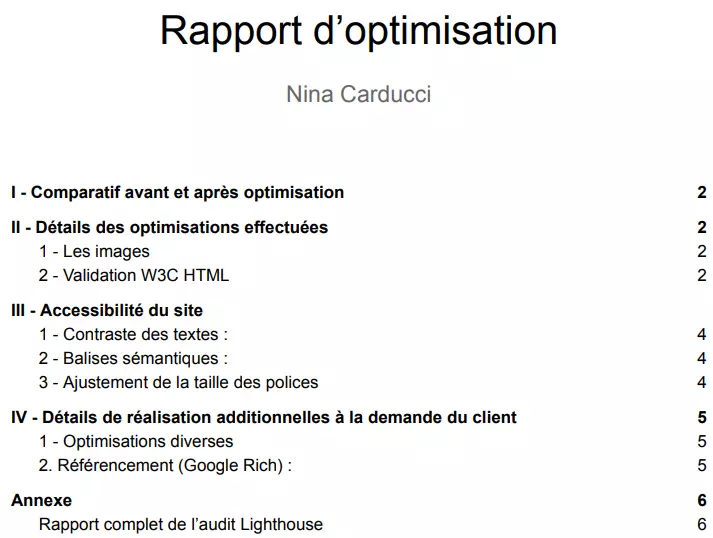 Rapport d’optimisation
Nina Carducci
I - Comparatif avant et après optimisation 2
II - Détails des optimisations effectuées 2
1 - Les images 2
2 - Validation W3C HTML 2
III - Accessibilité du site
1 - Contraste des textes : 4
2 - Balises sémantiques : 4
3 - Ajustement de la taille des polices 4
IV - Détails de réalisation additionnelles à la demande du client 5
1 - Optimisations diverses 5
2. Référencement (Google Rich) : 5
Annexe 6
Rapport complet de l’audit Lighthouse 6